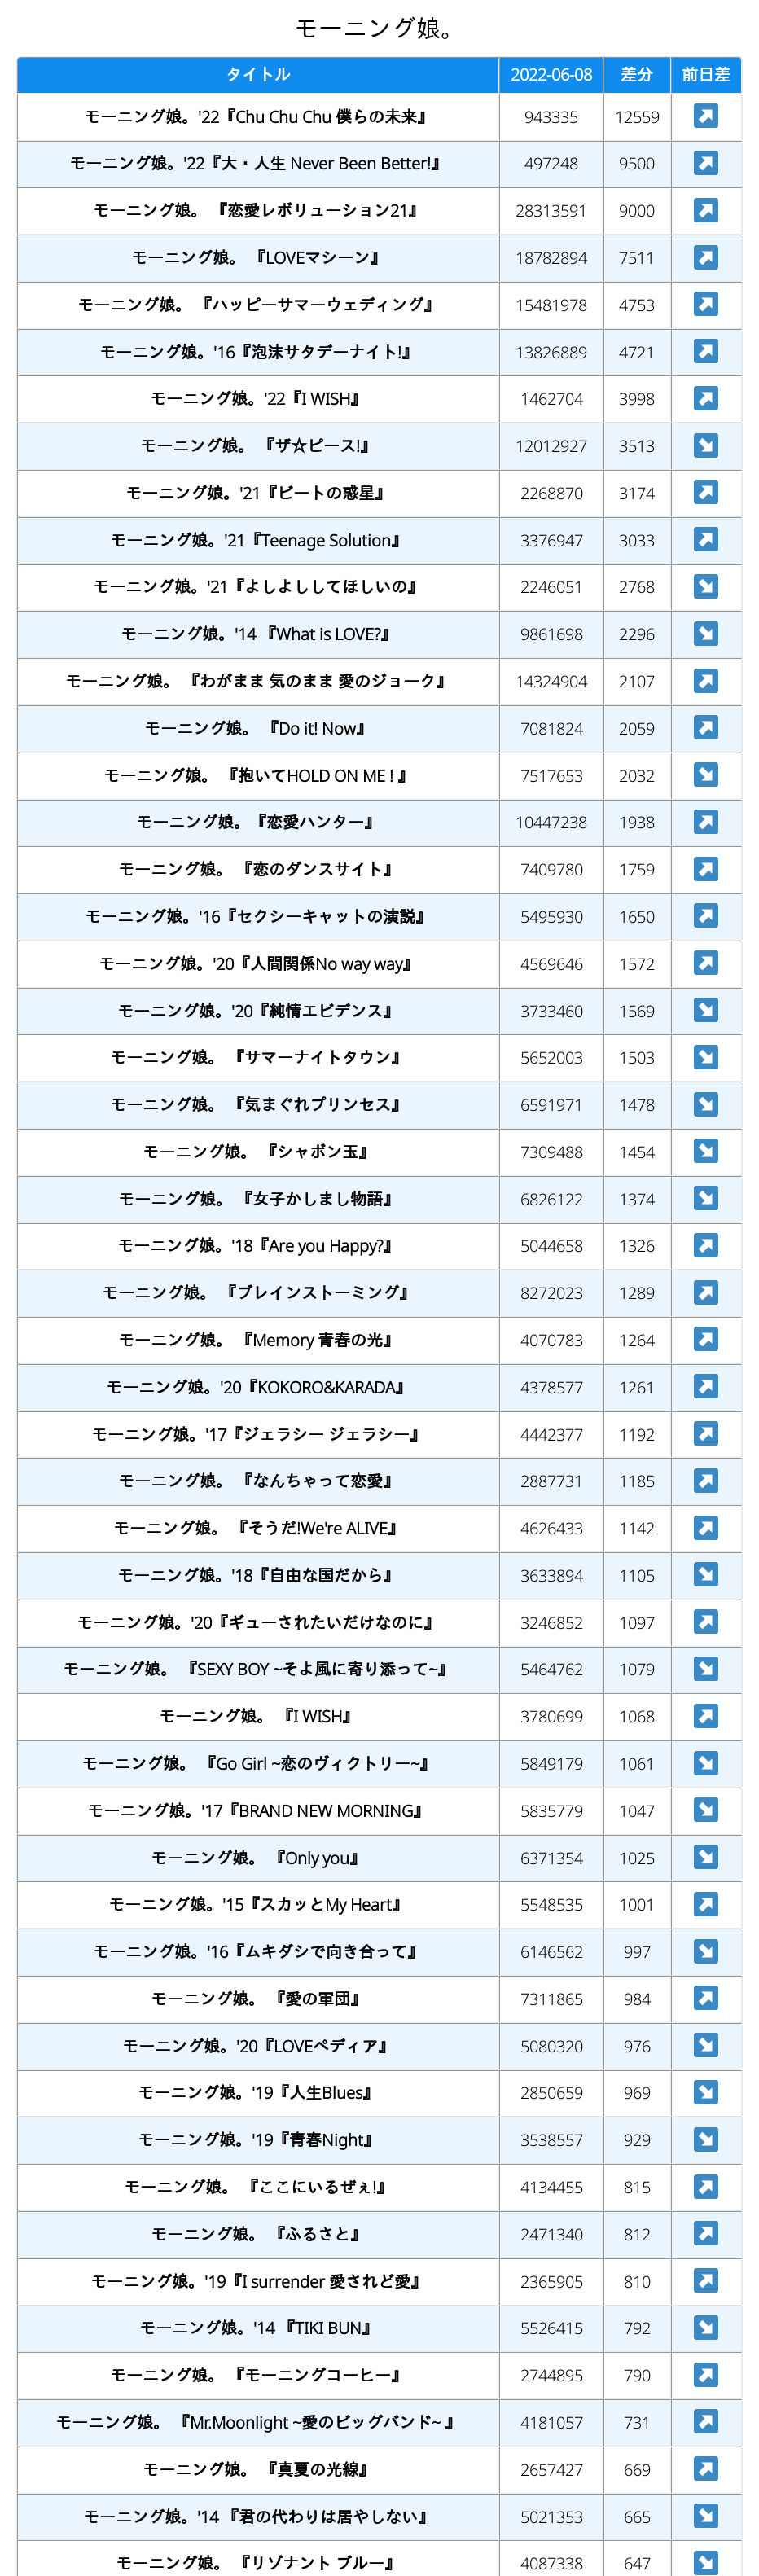 モーニング娘。
タイトル 2022-06-08 差分 前日差
モーニング娘。'22『Chu Chu Chu 僕らの未来』 943335 12559
モーニング娘。'22『大・人生 Never Been Better!』 497248 9500
モーニング娘。 『恋愛レボリューション21』 28313591 9000
モーニング娘。 『LOVEマシーン』 18782894 7511
モーニング娘。 『ハッピーサマーウェディング』 15481978 4753
モーニング娘。'16『泡沫サタデーナイト!』 13826889 4721
モーニング娘。'22『I WISH』 1462704 3998
モーニング娘。 『ザ☆ピース!』 12012927 3513
モーニング娘。'21『ビートの惑星』 2268870 3174
モーニング娘。'21『Teenage Solution』 3376947 3033
モーニング娘。'21『よしよししてほしいの』 2246051 2768
モーニング娘。'14 『What is LOVE?』 9861698 2296
モーニング娘。 『わがまま 気のまま 愛のジョーク』 14324904 2107
モーニング娘。 『Do it! Now』 7081824 2059
モーニング娘。 『抱いてHOLD ON ME ! 』 7517653 2032
モーニング娘。『恋愛ハンター』 10447238 1938
モーニング娘。 『恋のダンスサイト』 7409780 1759
モーニング娘。'16『セクシーキャットの演説』 5495930 1650
モーニング娘。'20『人間関係No way way』 4569646 1572
モーニング娘。'20『純情エビデンス』 3733460 1569
モーニング娘。 『サマーナイトタウン』 5652003 1503
モーニング娘。 『気まぐれプリンセス』 6591971 1478
モーニング娘。 『シャボン玉』 7309488 1454
モーニング娘。 『女子かしまし物語』 6826122 1374
モーニング娘。'18『Are you Happy?』 5044658 1326
モーニング娘。 『ブレインストーミング』 8272023 1289
モーニング娘。 『Memory 青春の光』 4070783 1264
モーニング娘。'20『KOKORO&KARADA』 4378577 1261
モーニング娘。'17『ジェラシー ジェラシー』 4442377 1192
モーニング娘。 『なんちゃって恋愛』 2887731 1185
モーニング娘。 『そうだ!We're ALIVE』 4626433 1142
モーニング娘。'18『自由な国だから』 3633894 1105
モーニング娘。'20『ギューされたいだけなのに』 3246852 1097
モーニング娘。 『SEXY BOY ~そよ風に寄り添って~』 5464762 1079
モーニング娘。 『I WISH』 3780699 1068
モーニング娘。 『Go Girl ~恋のヴィクトリー~』 5849179 1061
モーニング娘。'17『BRAND NEW MORNING』 5835779 1047
モーニング娘。 『Only you』 6371354 1025
モーニング娘。'15『スカッとMy Heart』 5548535 1001
モーニング娘。'16『ムキダシで向き合って』 6146562 997
モーニング娘。 『愛の軍団』 7311865 984
モーニング娘。'20『LOVEペディア』 5080320 976
モーニング娘。'19『人生Blues』 2850659 969
モーニング娘。'19『青春Night』 3538557 929
モーニング娘。 『ここにいるぜぇ!』 4134455 815
モーニング娘。 『ふるさと』 2471340 812
モーニング娘。'19『I surrender 愛されど愛』 2365905 810
モーニング娘。'14 『TIKI BUN』 5526415 792
モーニング娘。 『モーニングコーヒー』 2744895 790
モーニング娘。 『Mr.Moonlight ~愛のビッグバンド~ 』 4181057 731
モーニング娘。 『真夏の光線』 2657427 669
モーニング娘。'14 『君の代わりは居やしない』 5021353 665
モーニング娘。 『リゾナント ブルー』 4087338 647